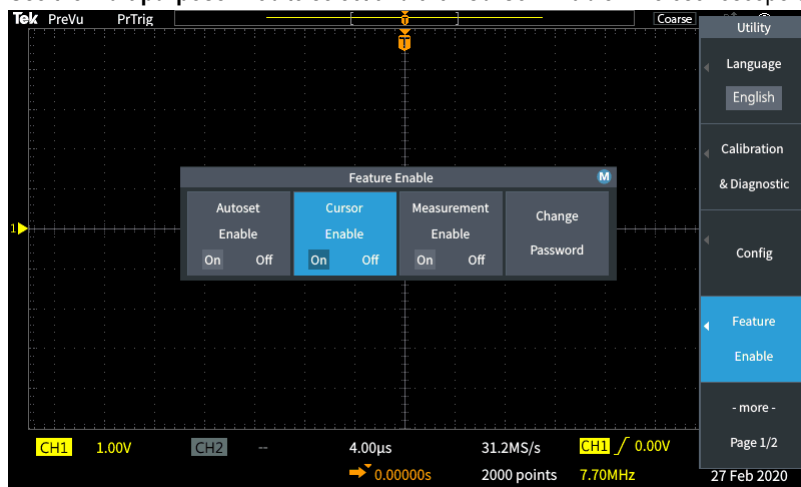 Tek PreVu PrTrig [ ] Coarse
T
Utility
Language
English
Calibration
& Diagnostic
Config
Feature
Enable
- more -
Page 1/2
Feature Enable M
Autoset
Enable
On Off
Cursor
Enable
On Off
Measurement
Enable
On Off
Change
Password
1
CH1 1.00V CH2 -- 4.00μs 31.2MS/s CH1 0.00V
0.00000s 2000 points 7.70MHz 27 Feb 2020